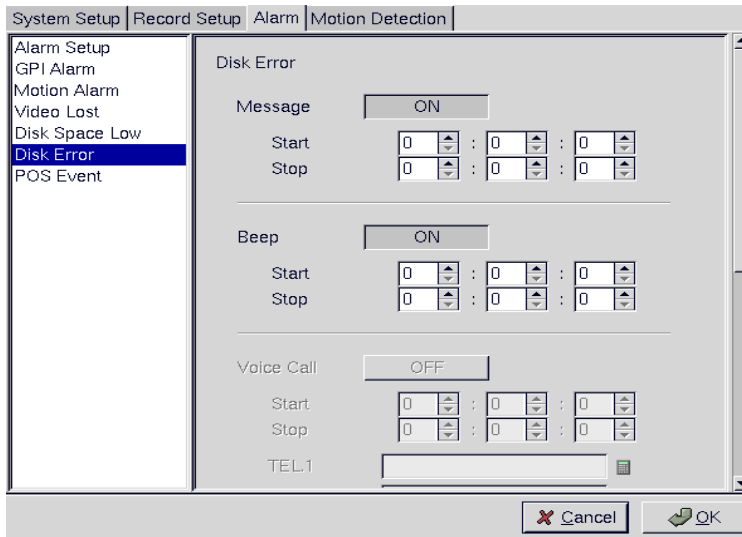 System Setup Record Setup Alarm Motion Detection
Alarm Setup
GPI Alarm
Motion Alarm
Video Lost
Disk Space Low
Disk Error
POS Event
Disk Error
Message ON
Start 0 : 0 : 0
Stop 0 : 0 : 0
Beep ON
Start 0 : 0 : 0
Stop 0 : 0 : 0
Voice Call OFF
Start 0 : 0 : 0
Stop 0 : 0 : 0
TEL.1
Cancel OK